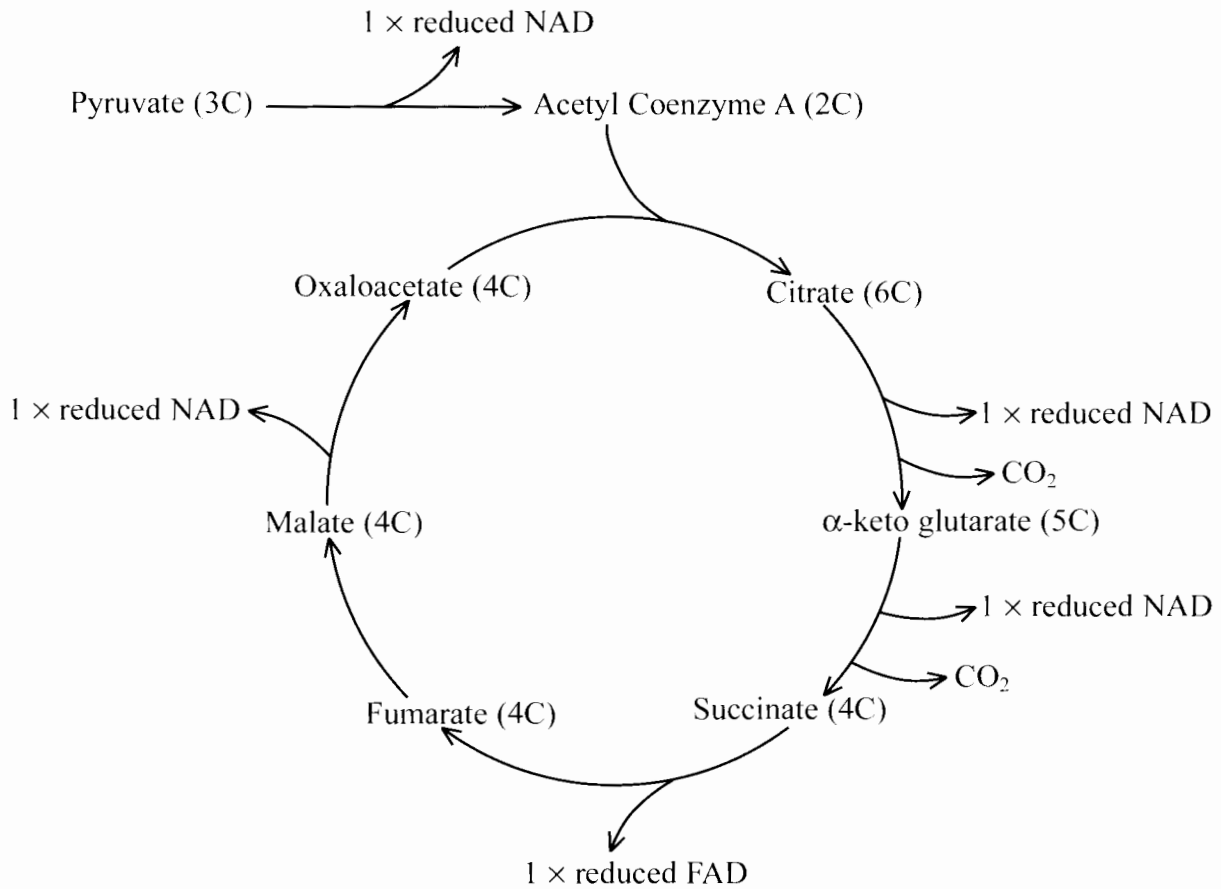 1 × reduced NAD
Pyruvate (3C)
Acetyl Coenzyme A (2C)
Oxaloacetate (4C)
Citrate (6C)
1 × reduced NAD
1 × reduced NAD
CO₂
Malate (4C)
α-keto glutarate (5C)
1 × reduced NAD
CO₂
Fumarate (4C)
Succinate (4C)
1 × reduced FAD